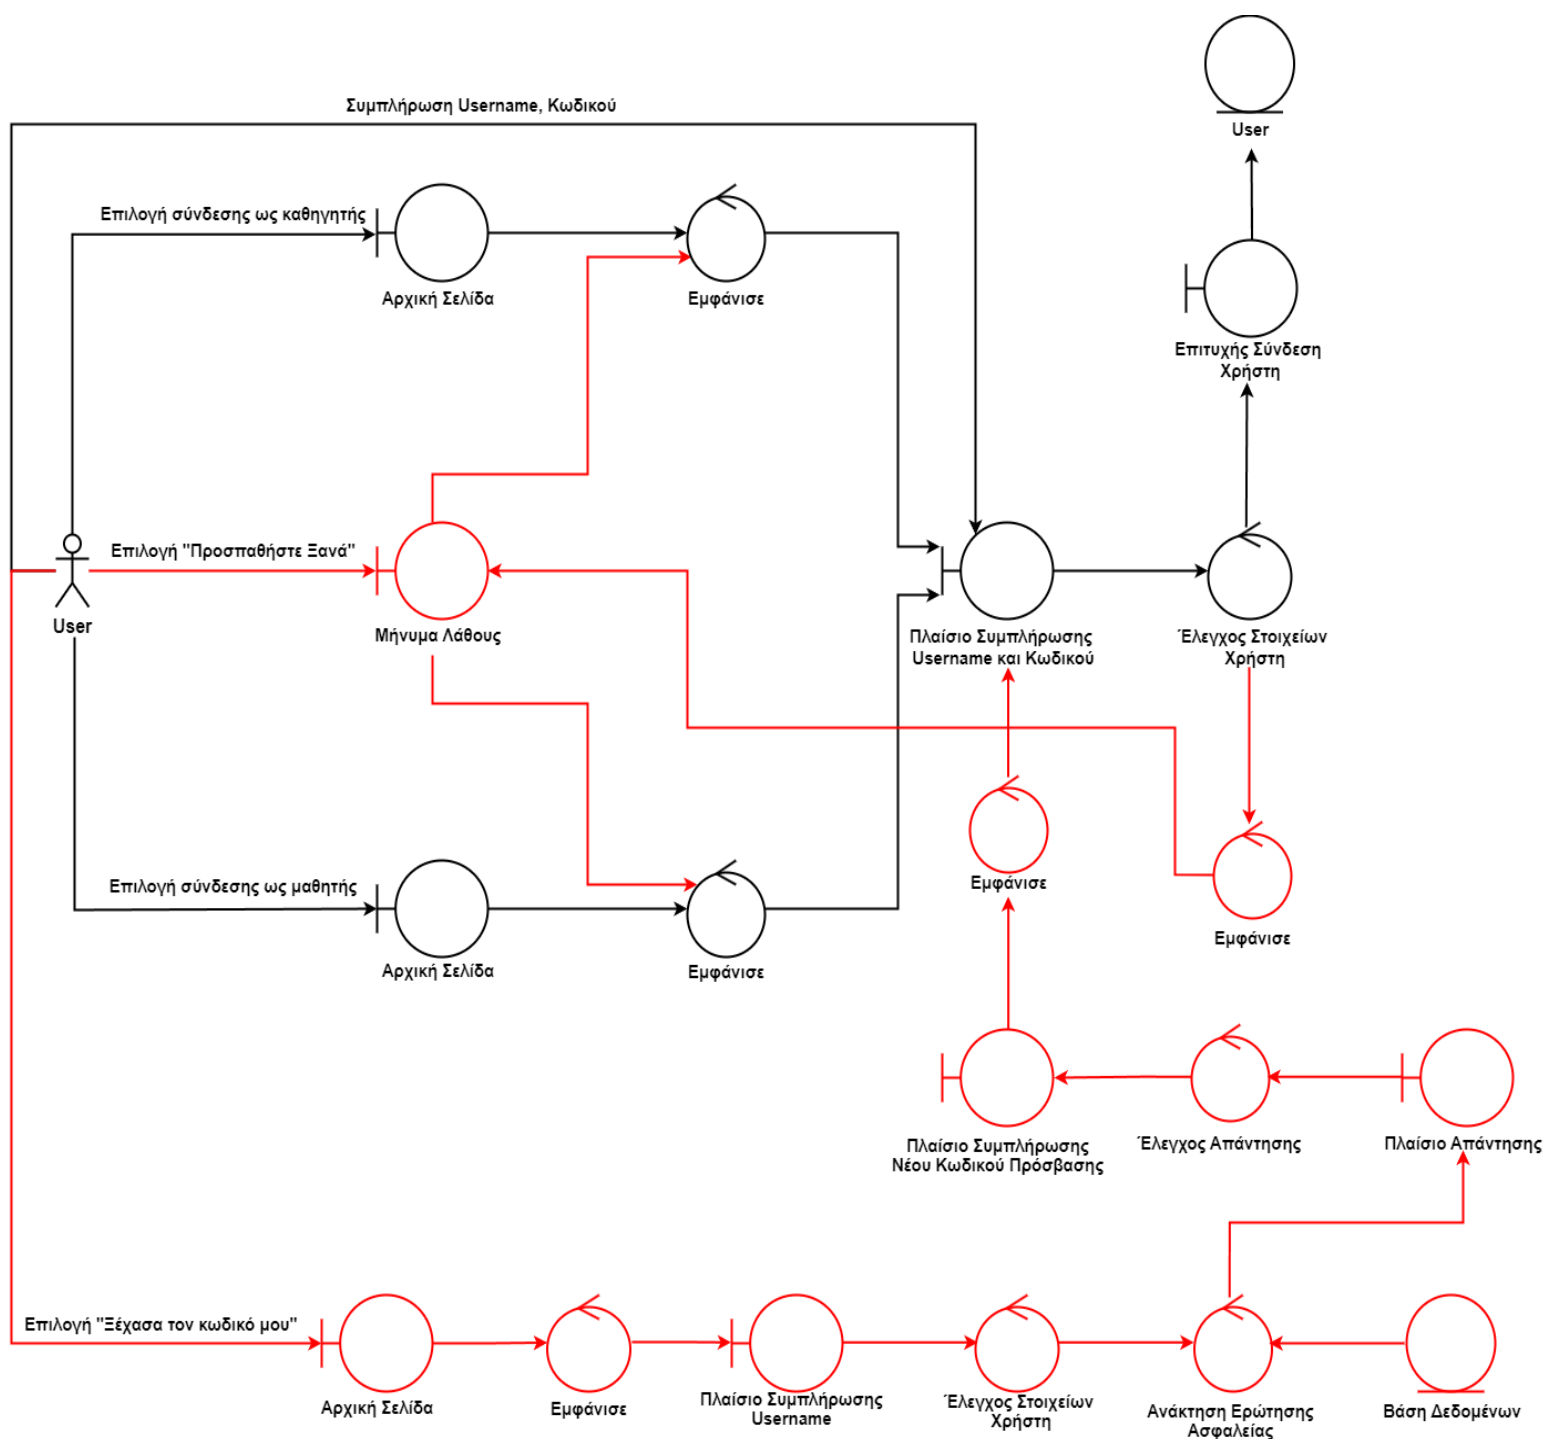 Συμπλήρωση Username, Κωδικού
User
Επιλογή σύνδεσης ως καθηγητής
Αρχική Σελίδα
Εμφάνισε
Επιτυχής Σύνδεση
Χρήστη
Επιλογή "Προσπαθήστε Ξανά"
User
Μήνυμα Λάθους
Πλαίσιο Συμπλήρωσης
Username και Κωδικού
Έλεγχος Στοιχείων
Χρήστη
Επιλογή σύνδεσης ως μαθητής
Εμφάνισε
Εμφάνισε
Αρχική Σελίδα
Εμφάνισε
Πλαίσιο Συμπλήρωσης
Νέου Κωδικού Πρόσβασης
Έλεγχος Απάντησης
Πλαίσιο Απάντησης
Επιλογή "Ξέχασα τον κωδικό μου"
Αρχική Σελίδα
Εμφάνισε
Πλαίσιο Συμπλήρωσης
Username
Έλεγχος Στοιχείων
Χρήστη
Ανάκτηση Ερώτησης
Ασφαλείας
Βάση Δεδομένων